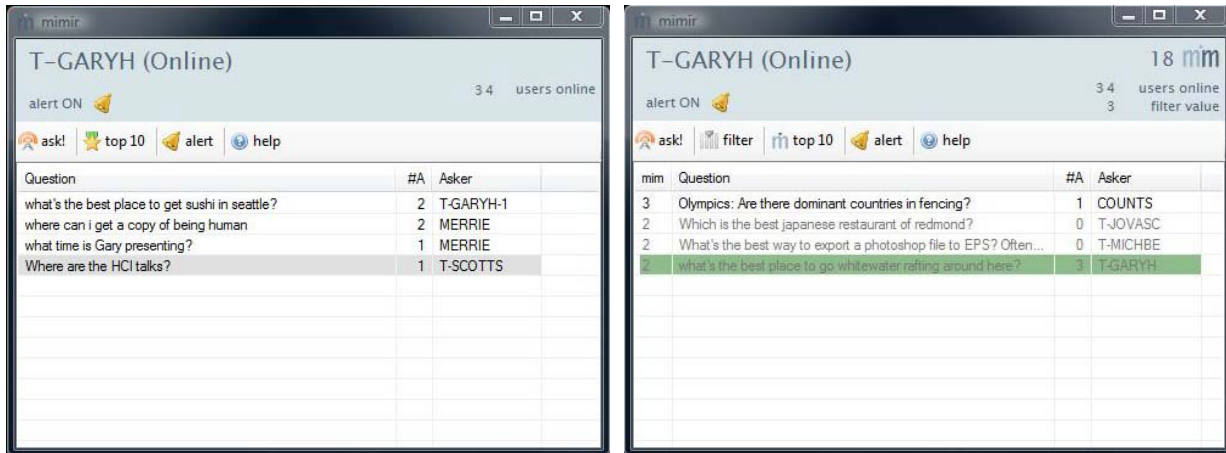 mimir
T-GARYH (Online)
34 users online
alert ON
ask! top 10 alert help
Question #A Asker
what's the best place to get sushi in seattle? 2 T-GARYH-1
where can i get a copy of being human 2 MERRIE
what time is Gary presenting? 1 MERRIE
Where are the HCI talks? 1 T-SCOTTS
mimir
T-GARYH (Online) 18 mim
34 users online
alert ON 3 filter value
ask! filter top 10 alert help
mim Question #A Asker
3 Olympics: Are there dominant countries in fencing? 1 COUNTS
2 Which is the best japanese restaurant of redmond? 0 T-JOVASC
2 What's the best way to export a photoshop file to EPS? Often... 0 T-MICHBE
2 what's the best place to go whitewater rafting around here? 3 T-GARYH